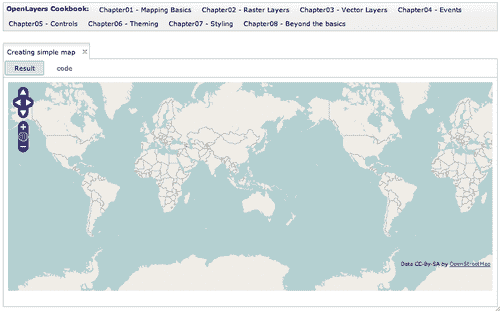 OpenLayers Cookbook: Chapter01 - Mapping Basics Chapter02 - Raster Layers Chapter03 - Vector Layers Chapter04 - Events
Chapter05 - Controls Chapter06 - Theming Chapter07 - Styling Chapter08 - Beyond the basics
Creating simple map
Result code
Data CC-By-SA by OpenStreetMap